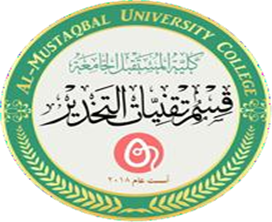 AL-MUSTAQBAL UNIVERSITY COLLEGE
كلية المستقبل الجامعة
قسم تقنيات التخدير
أسست عام ٢٠١٨